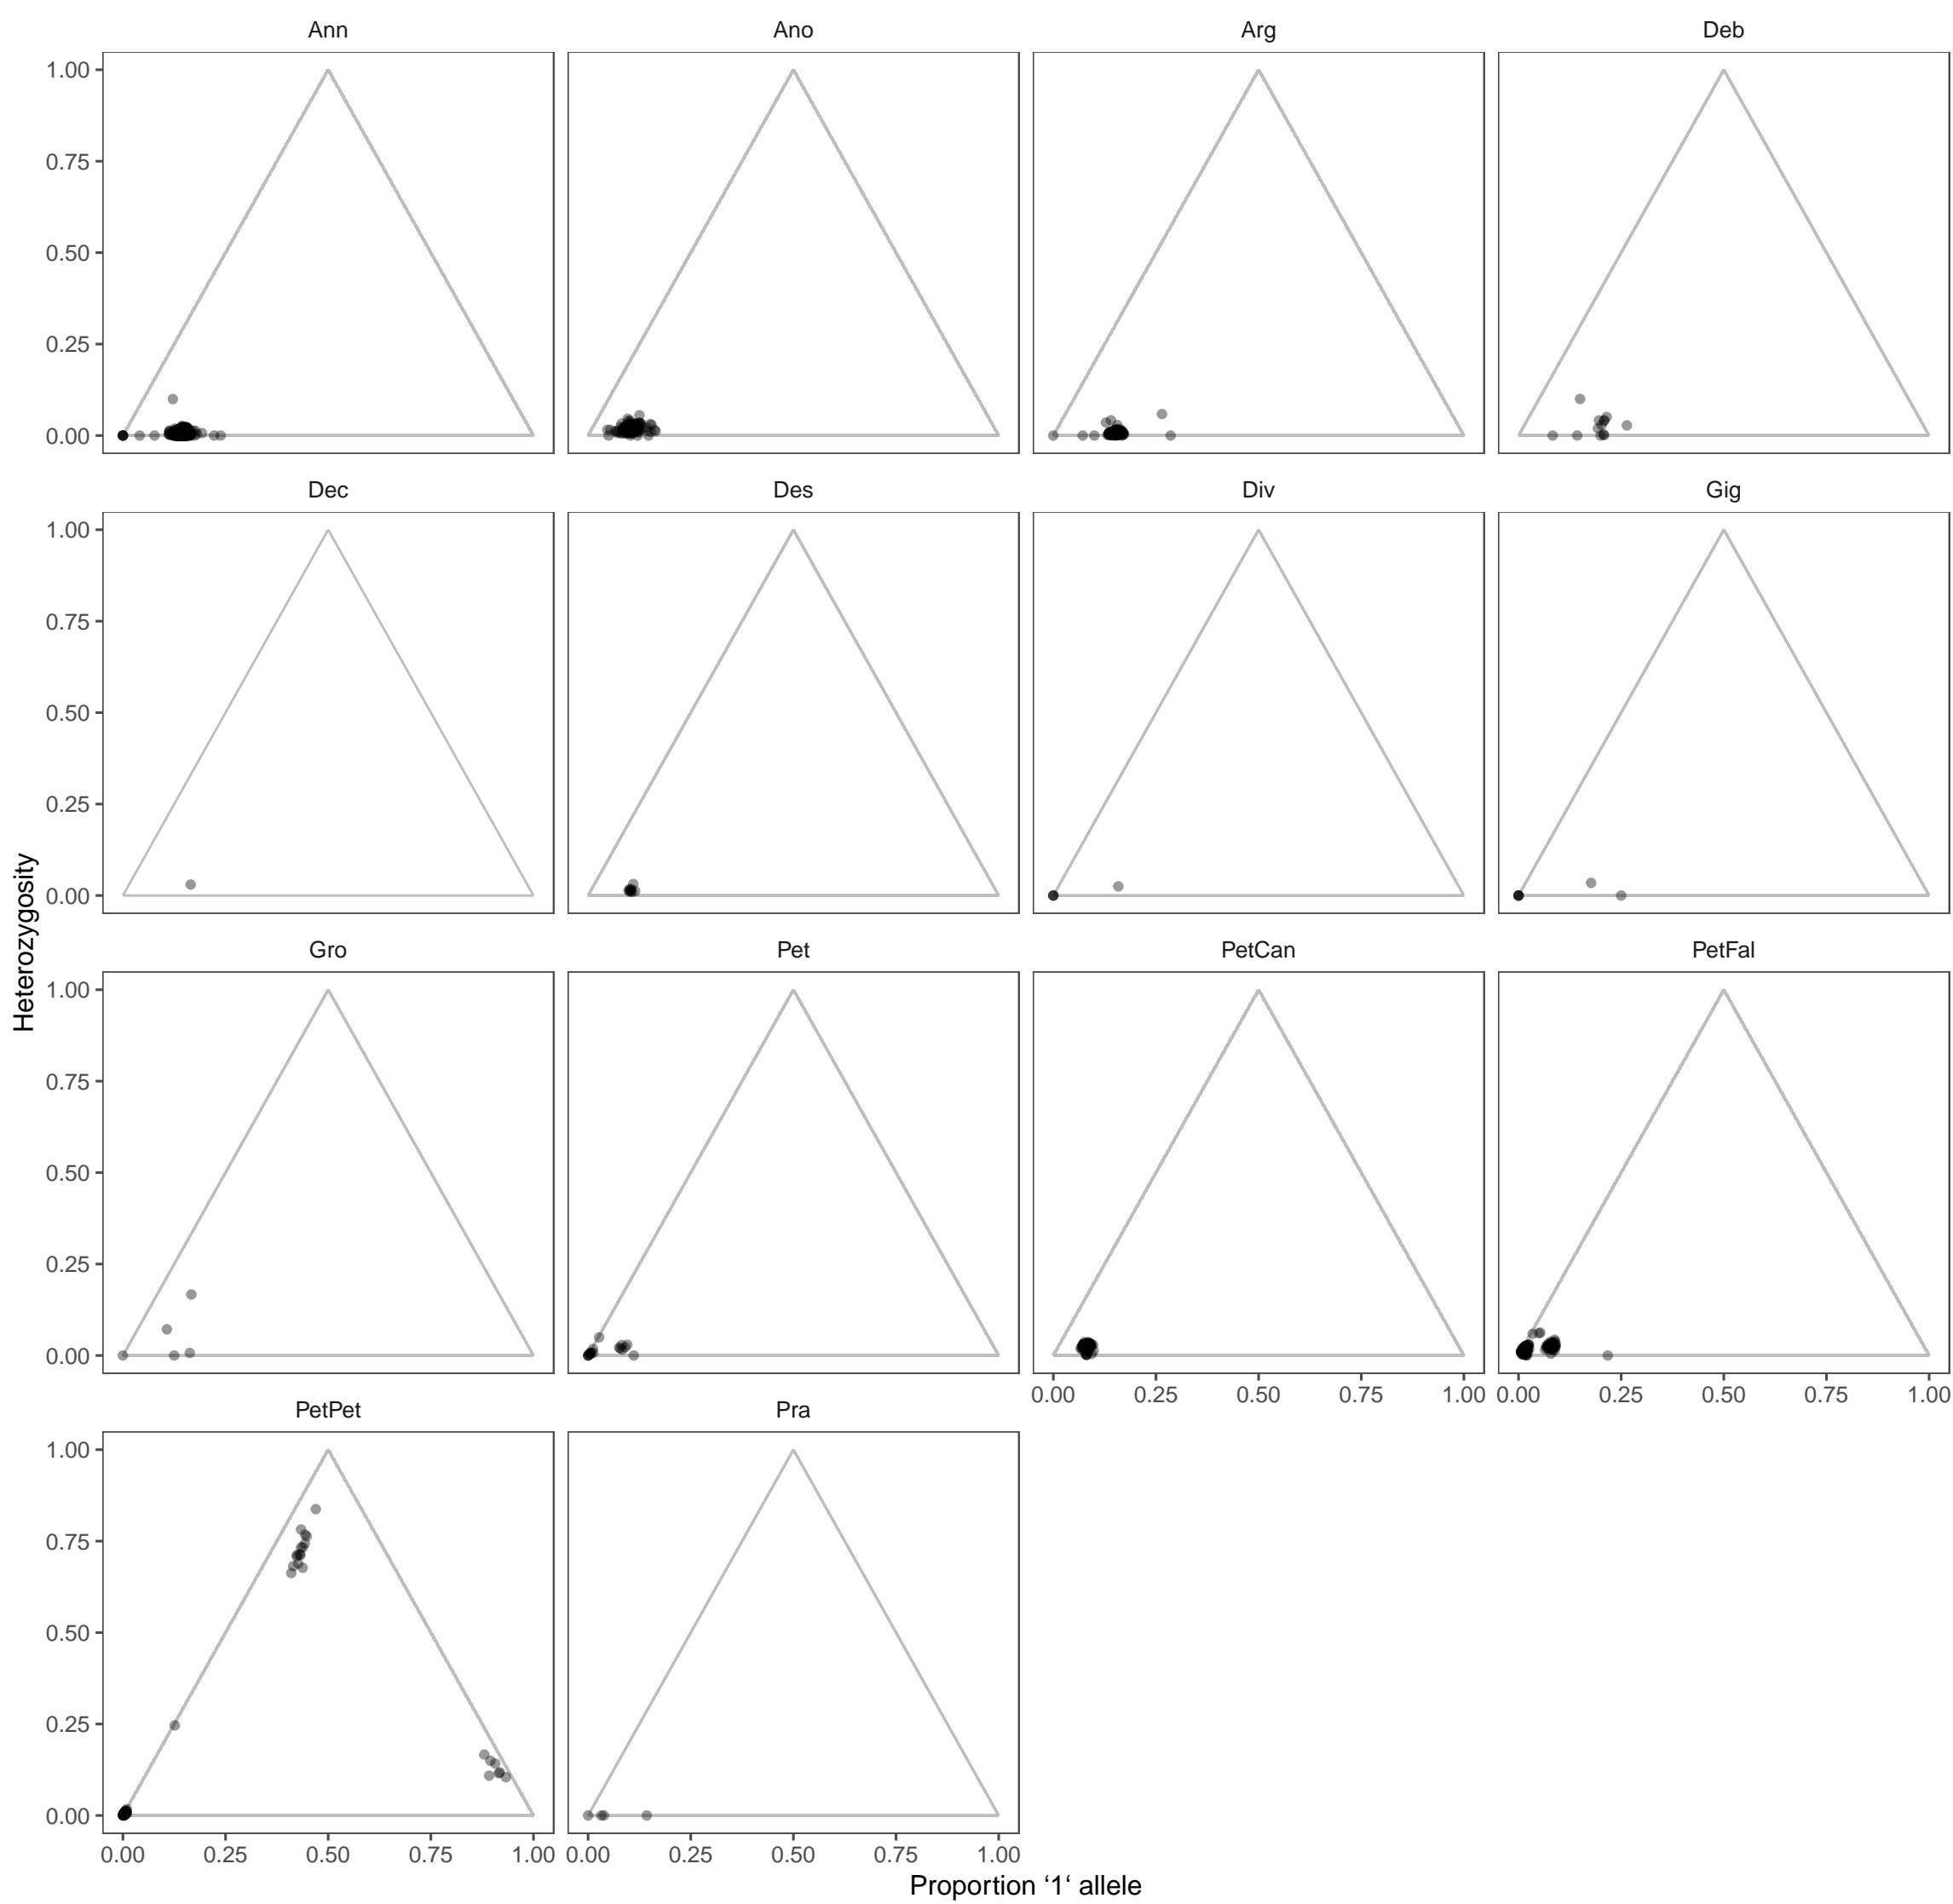 Ann Ano Arg Deb
1.00
0.75
0.50
0.25
0.00
Dec Des Div Gig
1.00
0.75
0.50
0.25
0.00
Heterozygosity
Gro Pet PetCan PetFal
1.00
0.75
0.50
0.25
0.00
0.00 0.25 0.50 0.75 1.00 0.00 0.25 0.50 0.75 1.00
PetPet Pra
1.00
0.75
0.50
0.25
0.00
0.00 0.25 0.50 0.75 1.00 0.00 0.25 0.50 0.75 1.00
Proportion ‘1‘ allele